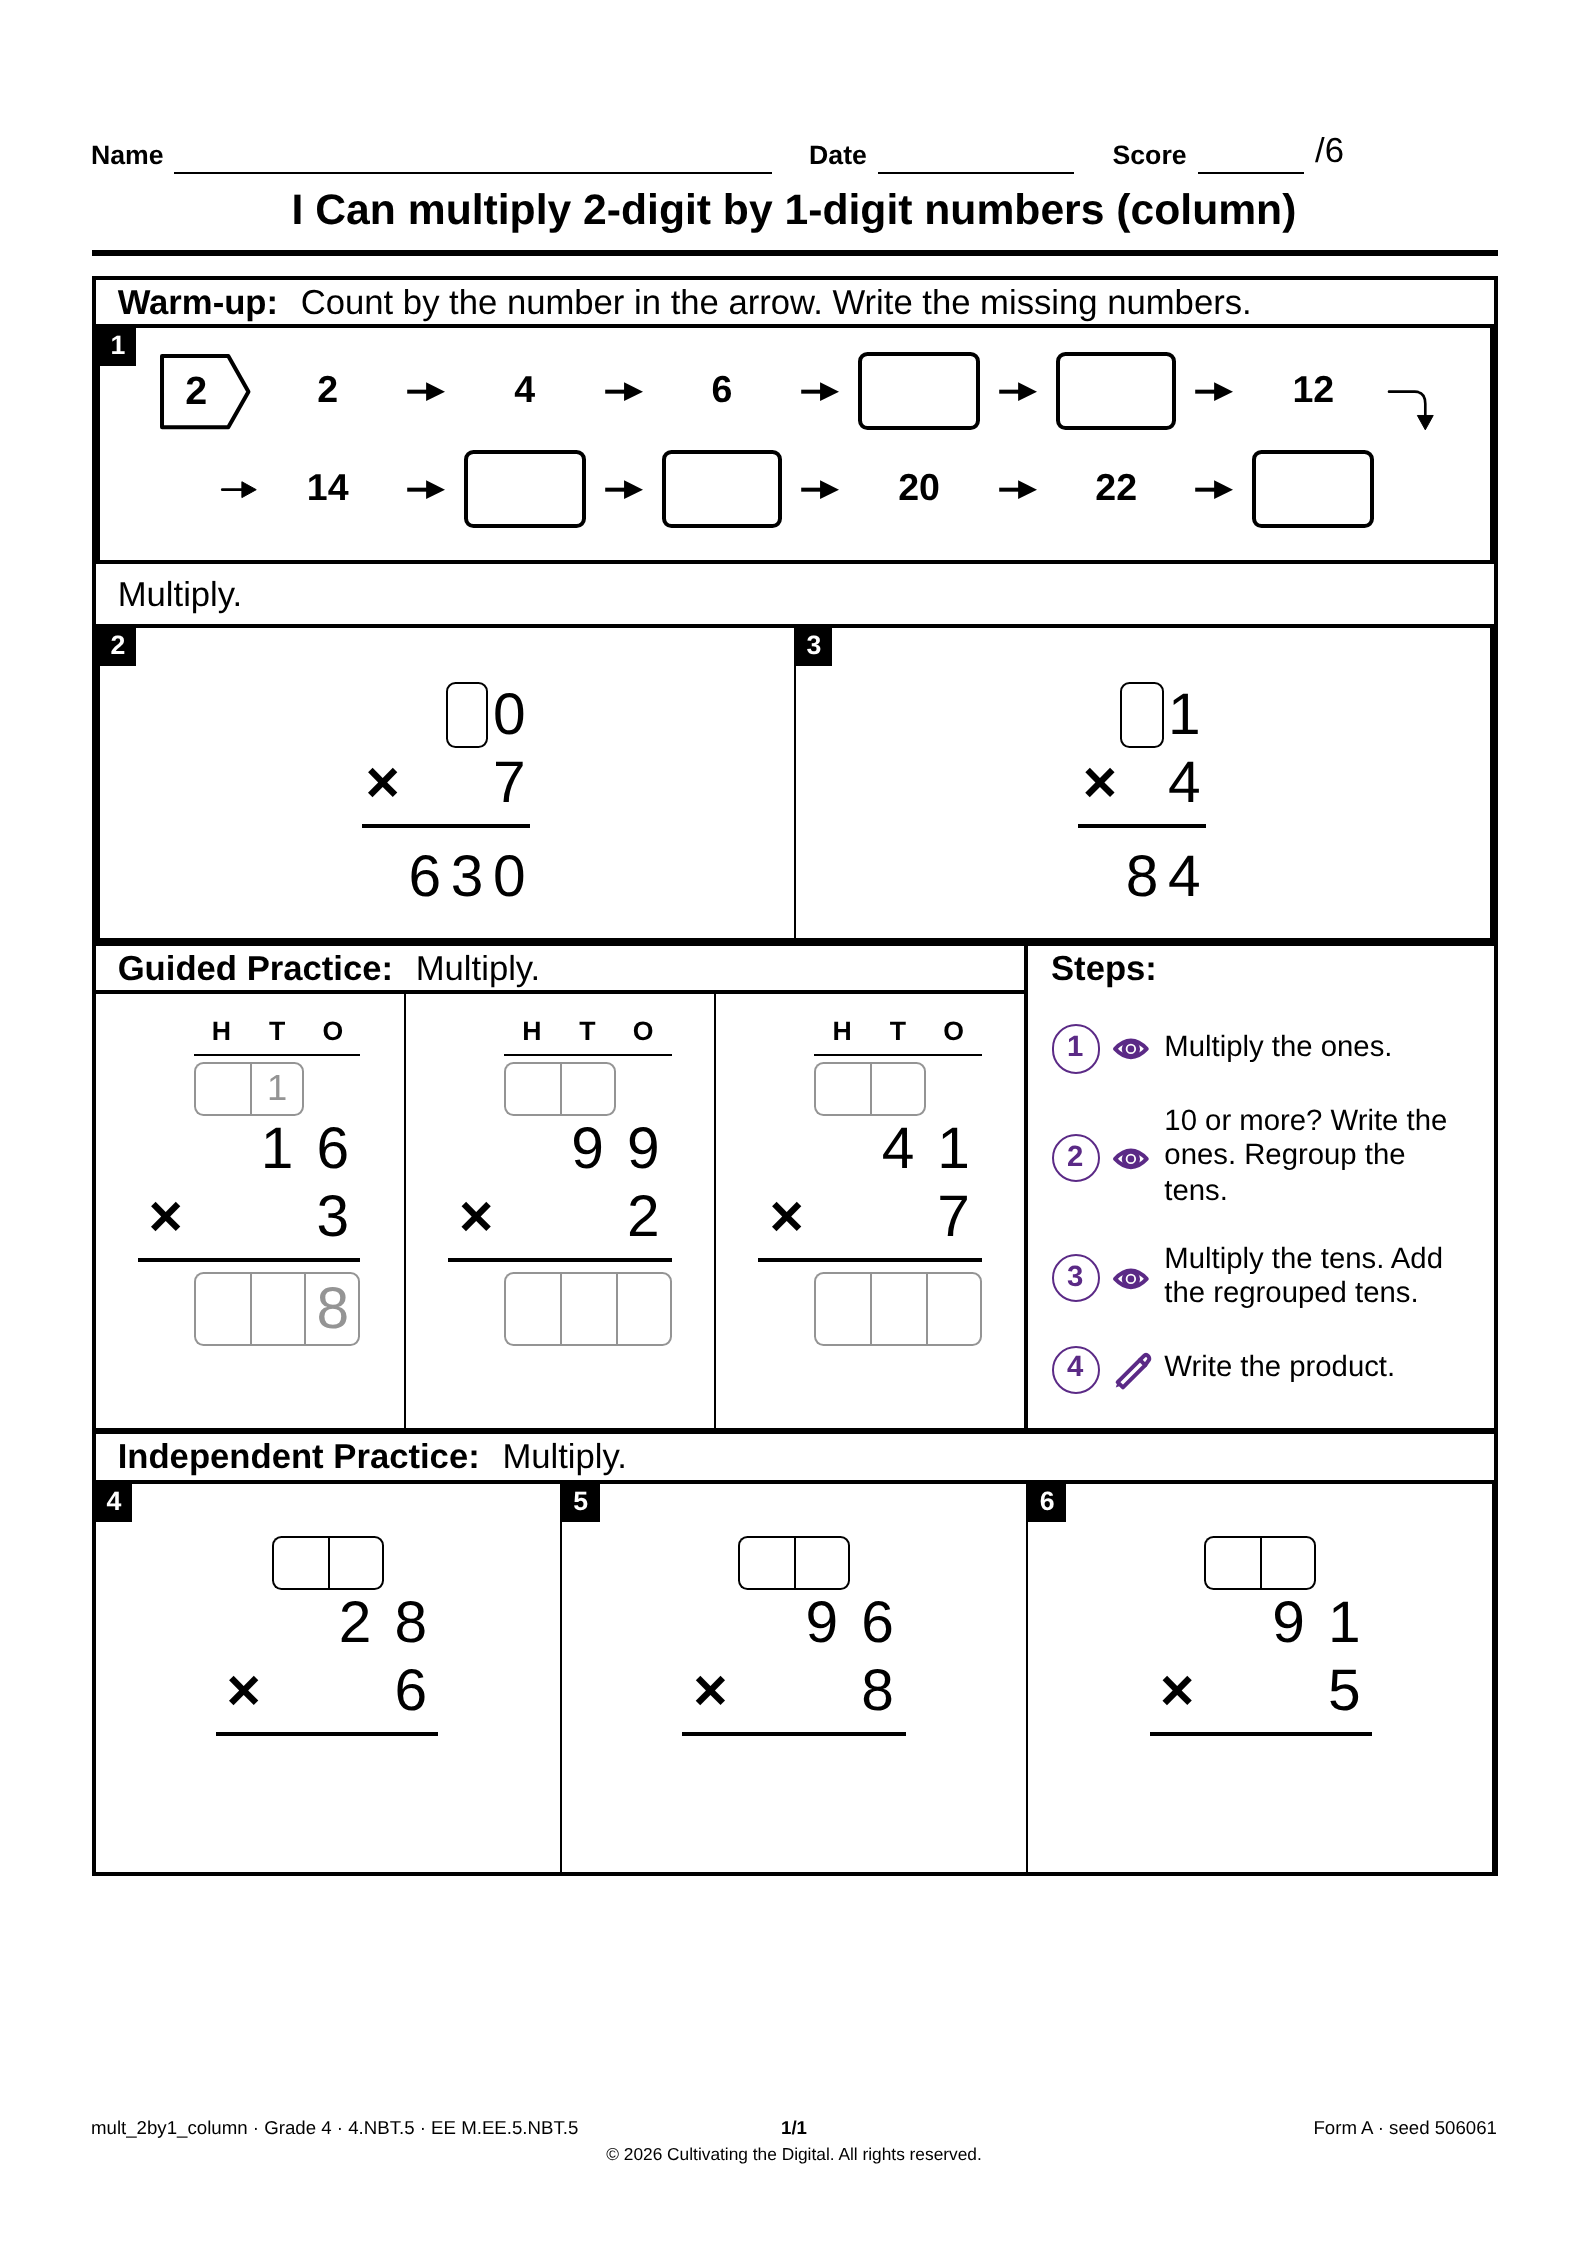 Name Date Score /6
I Can multiply 2-digit by 1-digit numbers (column)
Warm-up: Count by the number in the arrow. Write the missing numbers.
1
2 2 4 6 12
14 20 22
Multiply.
2 3
0 1
× 7 × 4
630 84
Guided Practice: Multiply. Steps:
H T O H T O H T O
1
1 6 9 9 4 1
× 3 × 2 × 7
8
1 Multiply the ones.
2 10 or more? Write the
ones. Regroup the
tens.
3 Multiply the tens. Add
the regrouped tens.
4 Write the product.
Independent Practice: Multiply.
4 5 6
2 8 9 6 9 1
× 6 × 8 × 5
mult_2by1_column · Grade 4 · 4.NBT.5 · EE M.EE.5.NBT.5 1/1 Form A · seed 506061
© 2026 Cultivating the Digital. All rights reserved.